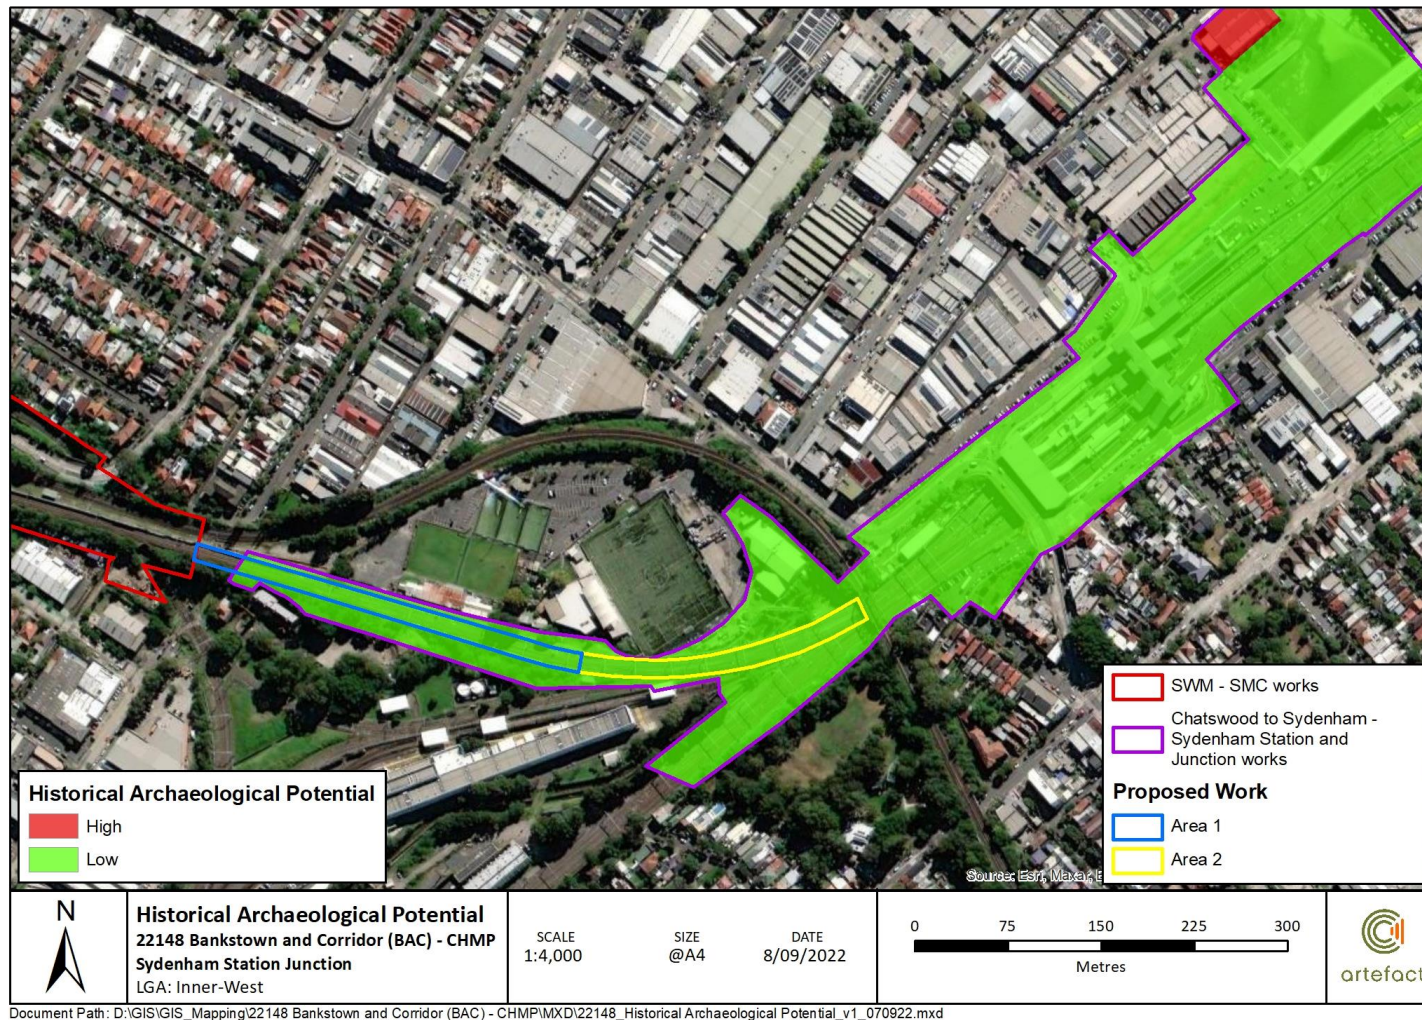 Source: Esri, Maxar, E
SWM - SMC works
Chatswood to Sydenham -
Sydenham Station and
Junction works
Proposed Work
Area 1
Area 2
Historical Archaeological Potential
High
Low
N
Historical Archaeological Potential
22148 Bankstown and Corridor (BAC) - CHMP
Sydenham Station Junction
LGA: Inner-West
SCALE
1:4,000
SIZE
@A4
DATE
8/09/2022
0 75 150 225 300
Metres
artefact
Document Path: D:\GIS\GIS_Mapping\22148 Bankstown and Corridor (BAC) - CHMP\MXD\22148_Historical Archaeological Potential_v1_070922.mxd